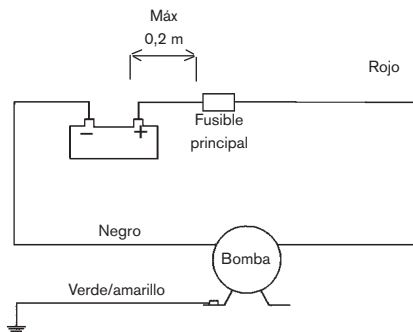 Máx
0,2 m
Rojo
Fusible
principal
Negro
Bomba
Verde/amarillo